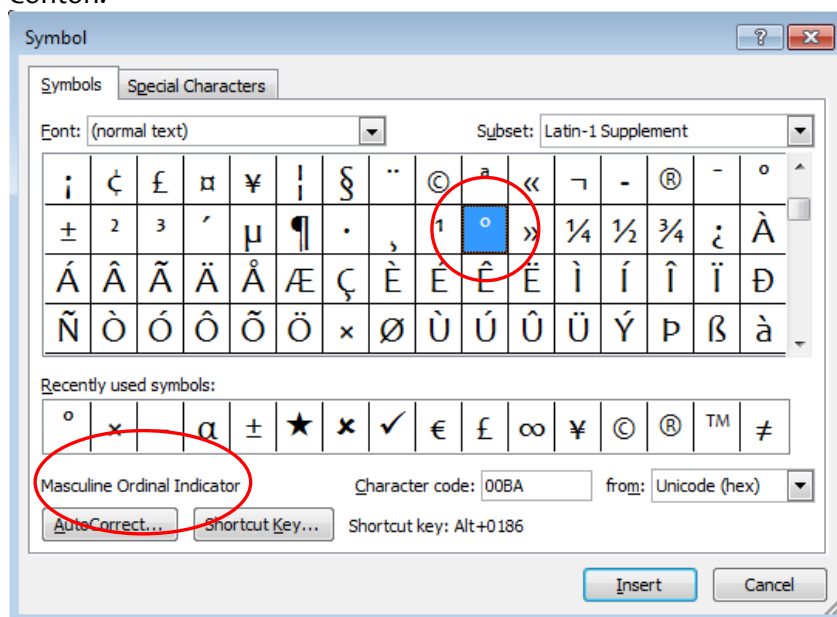 Contoh:
Symbol
Symbols Special Characters
Font: (normal text) Subset: Latin-1 Supplement
¡ ¢ £ ¤ ¥ ¦ § ¨ © ª « ¬ - ® ¯ °
± ² ³ ´ µ ¶ · ¸ ¹ º » ¼ ½ ¾ ¿ À
Á Â Ã Ä Å Æ Ç È É Ê Ë Ì Í Î Ï Ð
Ñ Ò Ó Ô Õ Ö × Ø Ù Ú Û Ü Ý Þ ß à
Recently used symbols:
° × α ± ★ ✘ ✓ € £ ∞ ¥ © ® ™ ≠
Masculine Ordinal Indicator Character code: 00BA from: Unicode (hex)
AutoCorrect... Shortcut Key... Shortcut key: Alt+0186
Insert Cancel